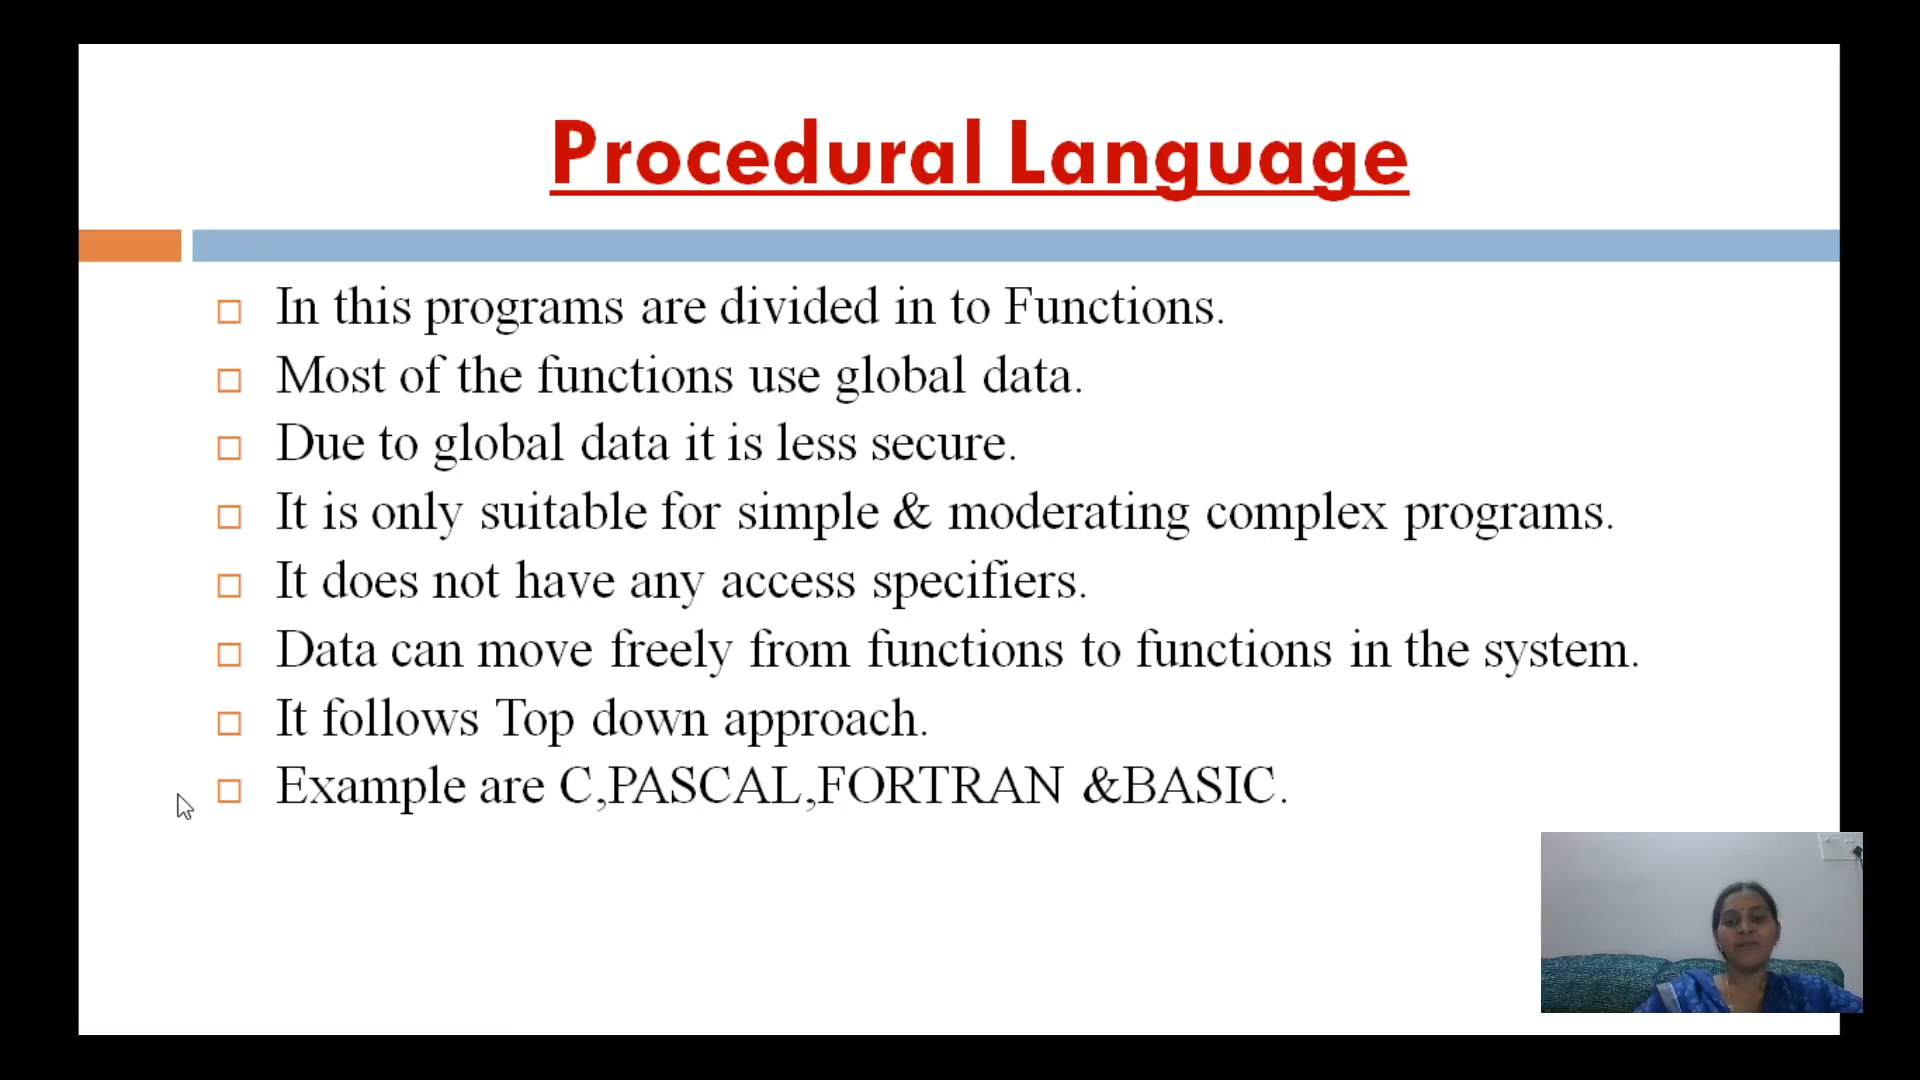 Procedural Language
In this programs are divided in to Functions.
Most of the functions use global data.
Due to global data it is less secure.
It is only suitable for simple & moderating complex programs.
It does not have any access specifiers.
Data can move freely from functions to functions in the system.
It follows Top down approach.
Example are C,PASCAL,FORTRAN &BASIC.